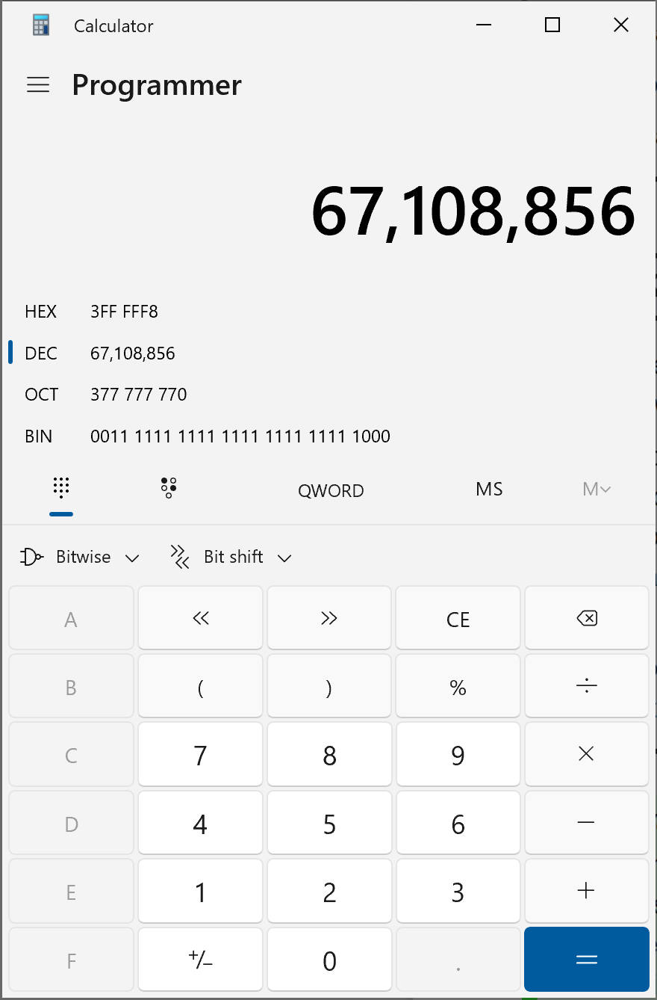 Calculator
Programmer
67,108,856
HEX 3FF FFF8
DEC 67,108,856
OCT 377 777 770
BIN 0011 1111 1111 1111 1111 1111 1000
QWORD MS M
Bitwise Bit shift
A << >> CE
B ( ) % ÷
C 7 8 9 ×
D 4 5 6 −
E 1 2 3 +
F +/− 0 . =